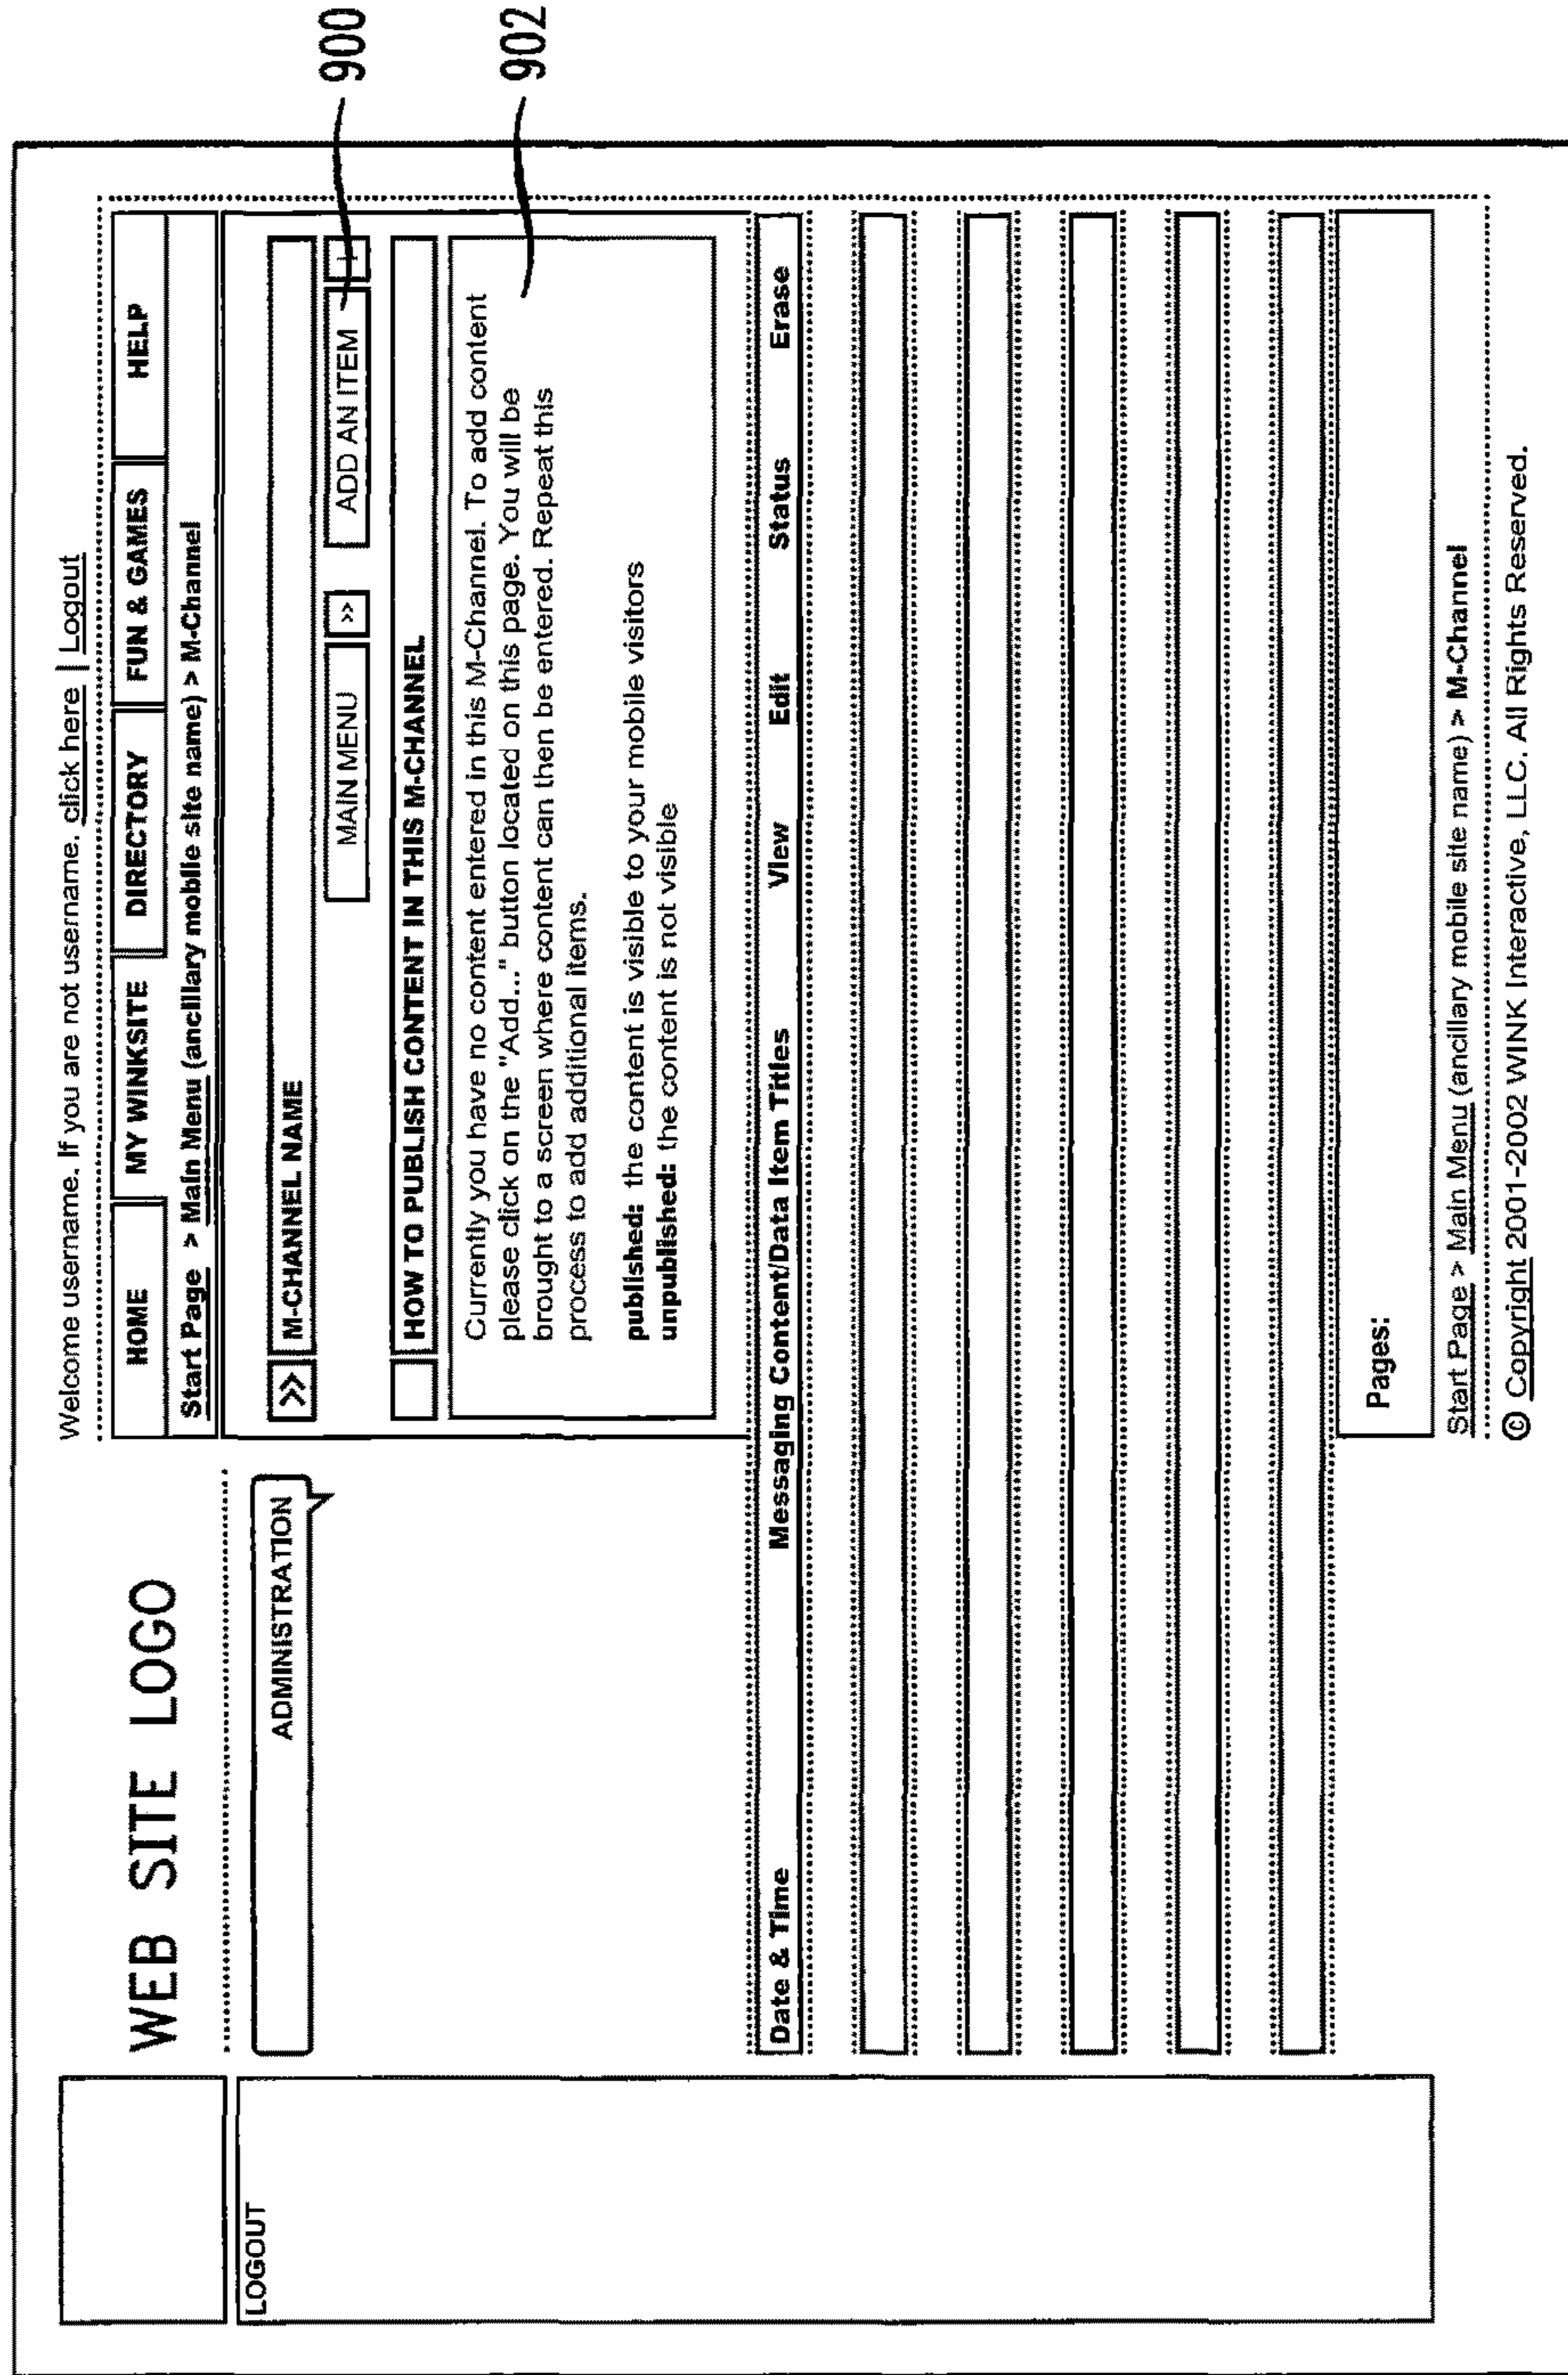 Welcome username. If you are not username, click here | Logout
WEB SITE LOGO
HOME MY WINKSITE DIRECTORY FUN & GAMES HELP
Start Page > Main Menu (ancillary mobile site name) > M-Channel
LOGOUT
ADMINISTRATION
>> M-CHANNEL NAME
MAIN MENU >> ADD AN ITEM +
900
HOW TO PUBLISH CONTENT IN THIS M-CHANNEL
Currently you have no content entered in this M-Channel. To add content
please click on the "Add..." button located on this page. You will be
brought to a screen where content can then be entered. Repeat this
process to add additional items.
902
published: the content is visible to your mobile visitors
unpublished: the content is not visible
Date & Time Messaging Content/Data Item Titles View Edit Status Erase
Pages:
Start Page > Main Menu (ancillary mobile site name) > M-Channel
© Copyright 2001-2002 WINK Interactive, LLC. All Rights Reserved.